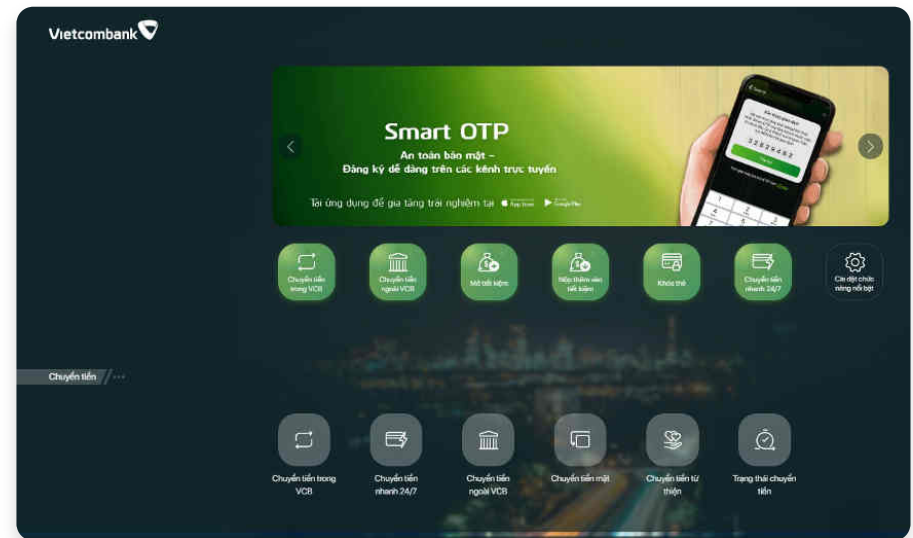 Vietcombank
Smart OTP
An toàn bảo mật –
Đăng ký dễ dàng trên các kênh trực tuyến
Tải ứng dụng để gia tăng trải nghiệm tại App Store Google Play
Chuyển tiền
trong VCB
Chuyển tiền
ngoài VCB
Mở tiết kiệm
Nộp thêm vào
tiết kiệm
Khóa thẻ
Chuyển tiền
nhanh 24/7
Cài đặt chức
năng nổi bật
Chuyển tiền
Chuyển tiền trong
VCB
Chuyển tiền
nhanh 24/7
Chuyển tiền
ngoài VCB
Chuyển tiền mặt
Chuyển tiền từ
thiện
Trạng thái chuyển
tiền